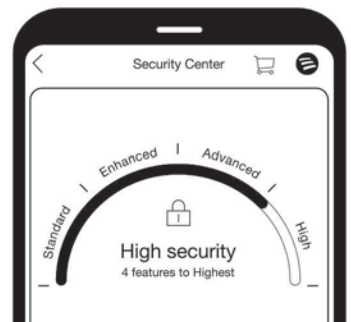 Security Center
Enhanced
Advanced
Standard
High
High security
4 features to Highest